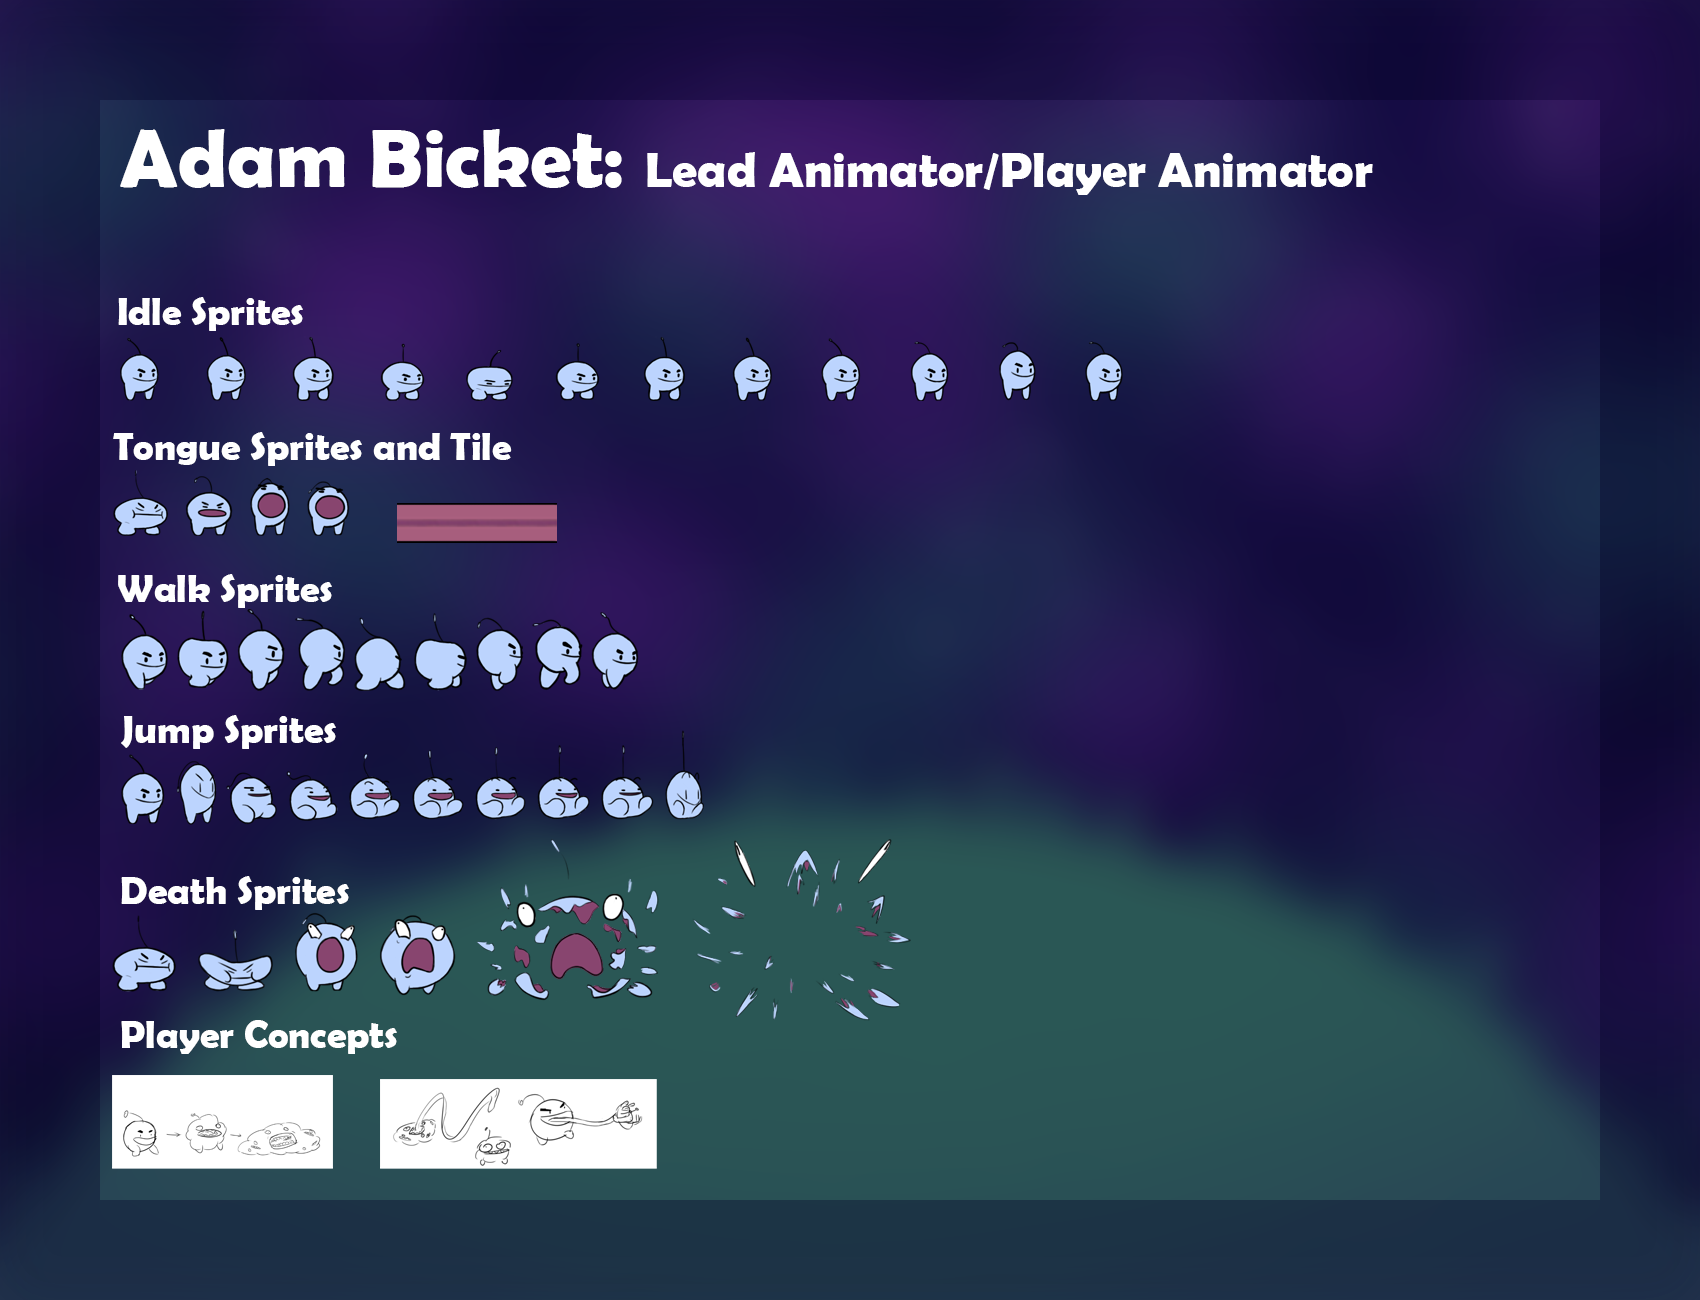 Adam Bicket: Lead Animator/Player Animator
Idle Sprites
Tongue Sprites and Tile
Walk Sprites
Jump Sprites
Death Sprites
Player Concepts